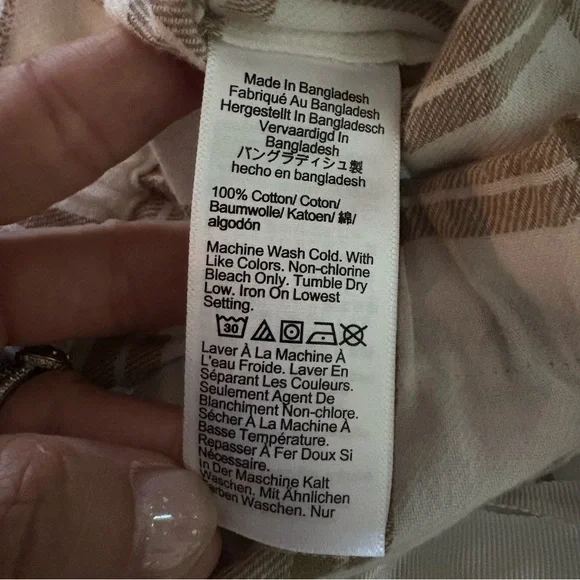 Made In Bangladesh
Fabriqué Au Bangladesh
Hergestellt In Bangladesch
Vervaardigd In
Bangladesh
バングラディシュ製
hecho en bangladesh
100% Cotton/ Coton/
Baumwolle/ Katoen/ 綿/
algodón
Machine Wash Cold. With
Like Colors. Non-chlorine
Bleach Only. Tumble Dry
Low. Iron On Lowest
Setting.
30
Laver À La Machine À
L'eau Froide. Laver En
Séparant Les Couleurs.
Seulement Agent De
Blanchiment Non-chlore.
Sécher À La Machine À
Basse Température.
Repasser À Fer Doux Si
Nécessaire.
In Der Maschine Kalt
Waschen. Mit Ähnlichen
Farben Waschen. Nur